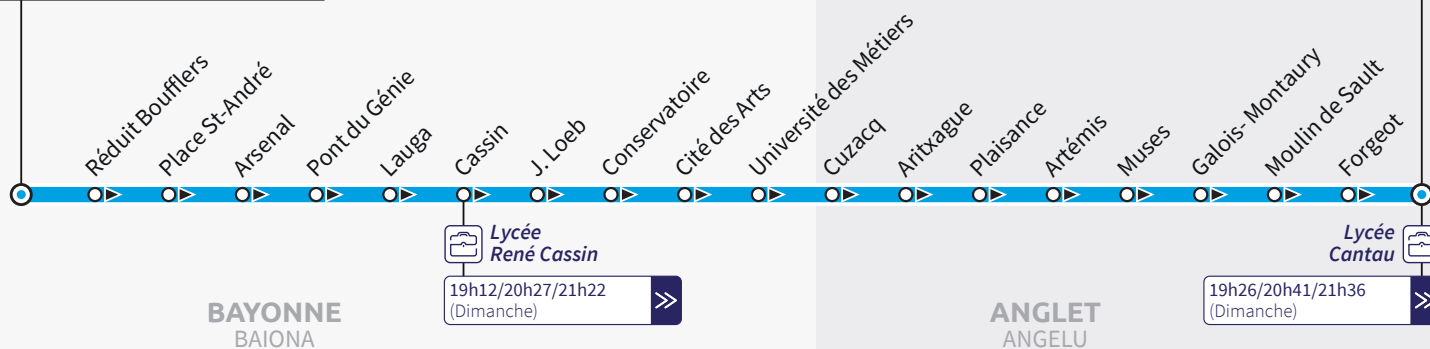 Réduit Boufflers
Place St-André
Arsenal
Pont du Génie
Lauga
Cassin
J. Loeb
Conservatoire
Cité des Arts
Université des Métiers
Cuzacq
Aritxague
Plaisance
Artémis
Muses
Galois- Montaury
Moulin de Sault
Forgeot
Lycée
René Cassin
19h12/20h27/21h22
(Dimanche)
Lycée
Cantau
19h26/20h41/21h36
(Dimanche)
BAYONNE
BAIONA
ANGLET
ANGELU